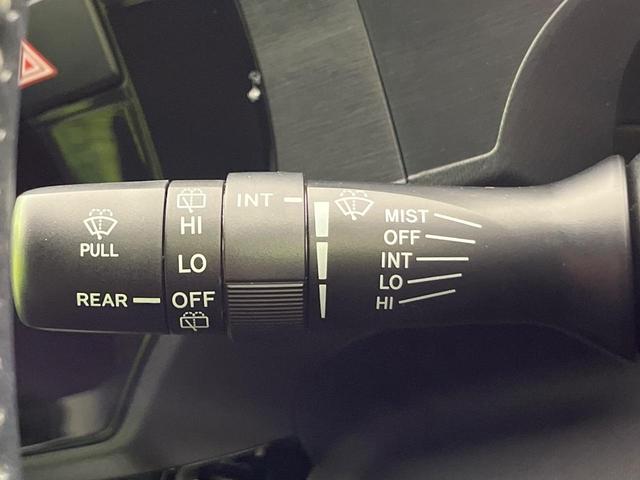 PULL
REAR
HI
LO
OFF
INT
MIST
OFF
INT
LO
HI